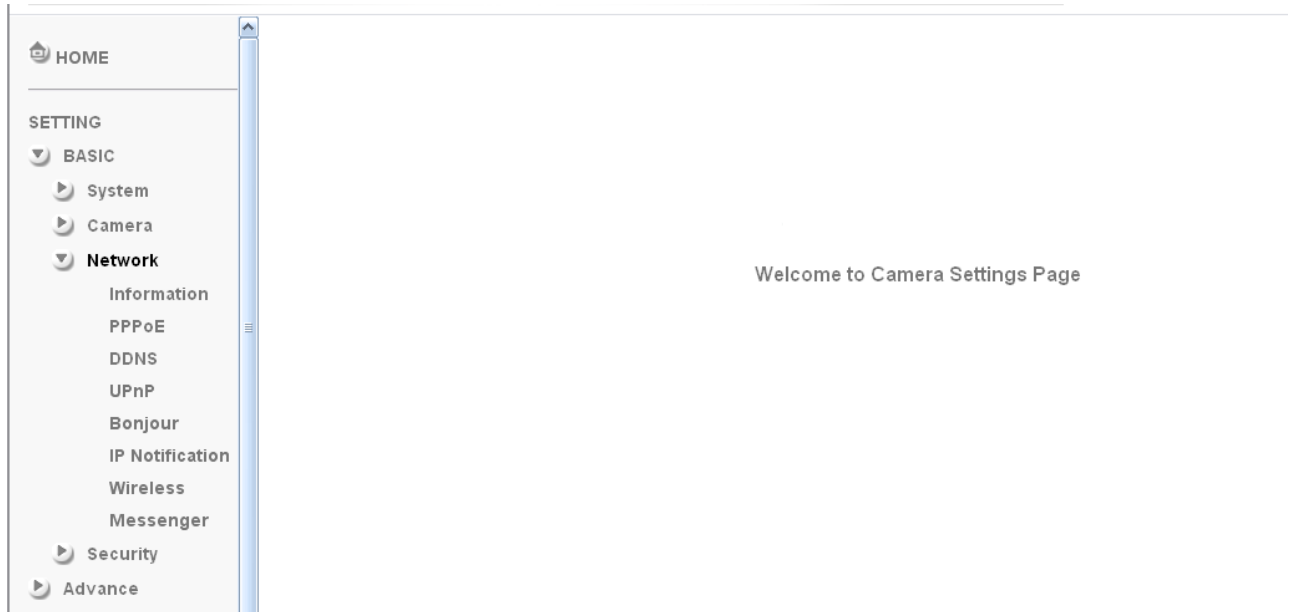 HOME
SETTING
BASIC
System
Camera
Network
Information
PPPoE
DDNS
UPnP
Bonjour
IP Notification
Wireless
Messenger
Security
Advance
Welcome to Camera Settings Page